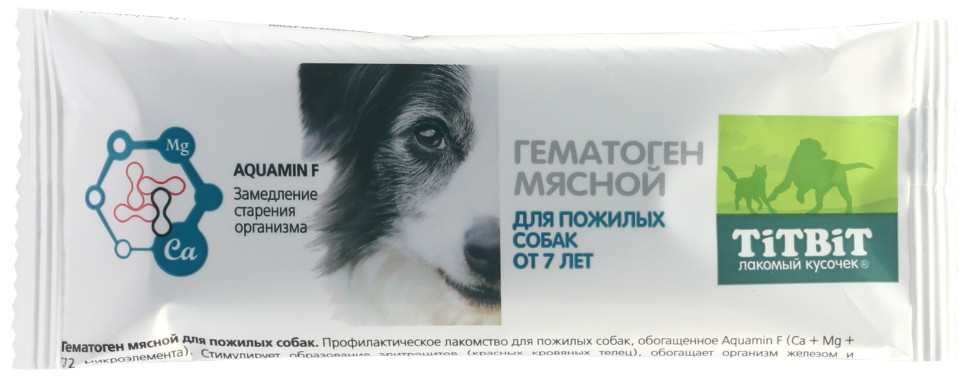 Mg
Ca
AQUAMIN F
Замедление
старения
организма
ГЕМАТОГЕН
МЯСНОЙ
ДЛЯ ПОЖИЛЫХ
СОБАК
ОТ 7 ЛЕТ
TiTBiT
лакомый кусочек®
Гематоген мясной для пожилых собак. Профилактическое лакомство для пожилых собак, обогащенное Aquamin F (Ca + Mg +
72 микроэлемента). Стимулирует образование эритроцитов (красных кровяных телец), обогащает организм железом и